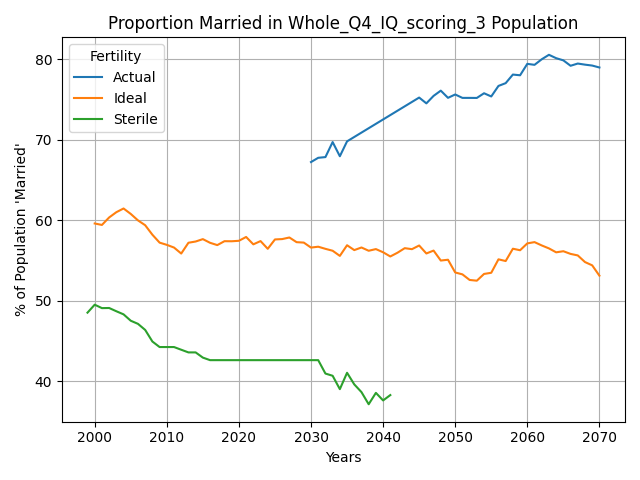 Proportion Married in Whole_Q4_IQ_scoring_3 Population
Fertility
Actual
Ideal
Sterile
% of Population 'Married'
80
70
60
50
40
2000 2010 2020 2030 2040 2050 2060 2070
Years